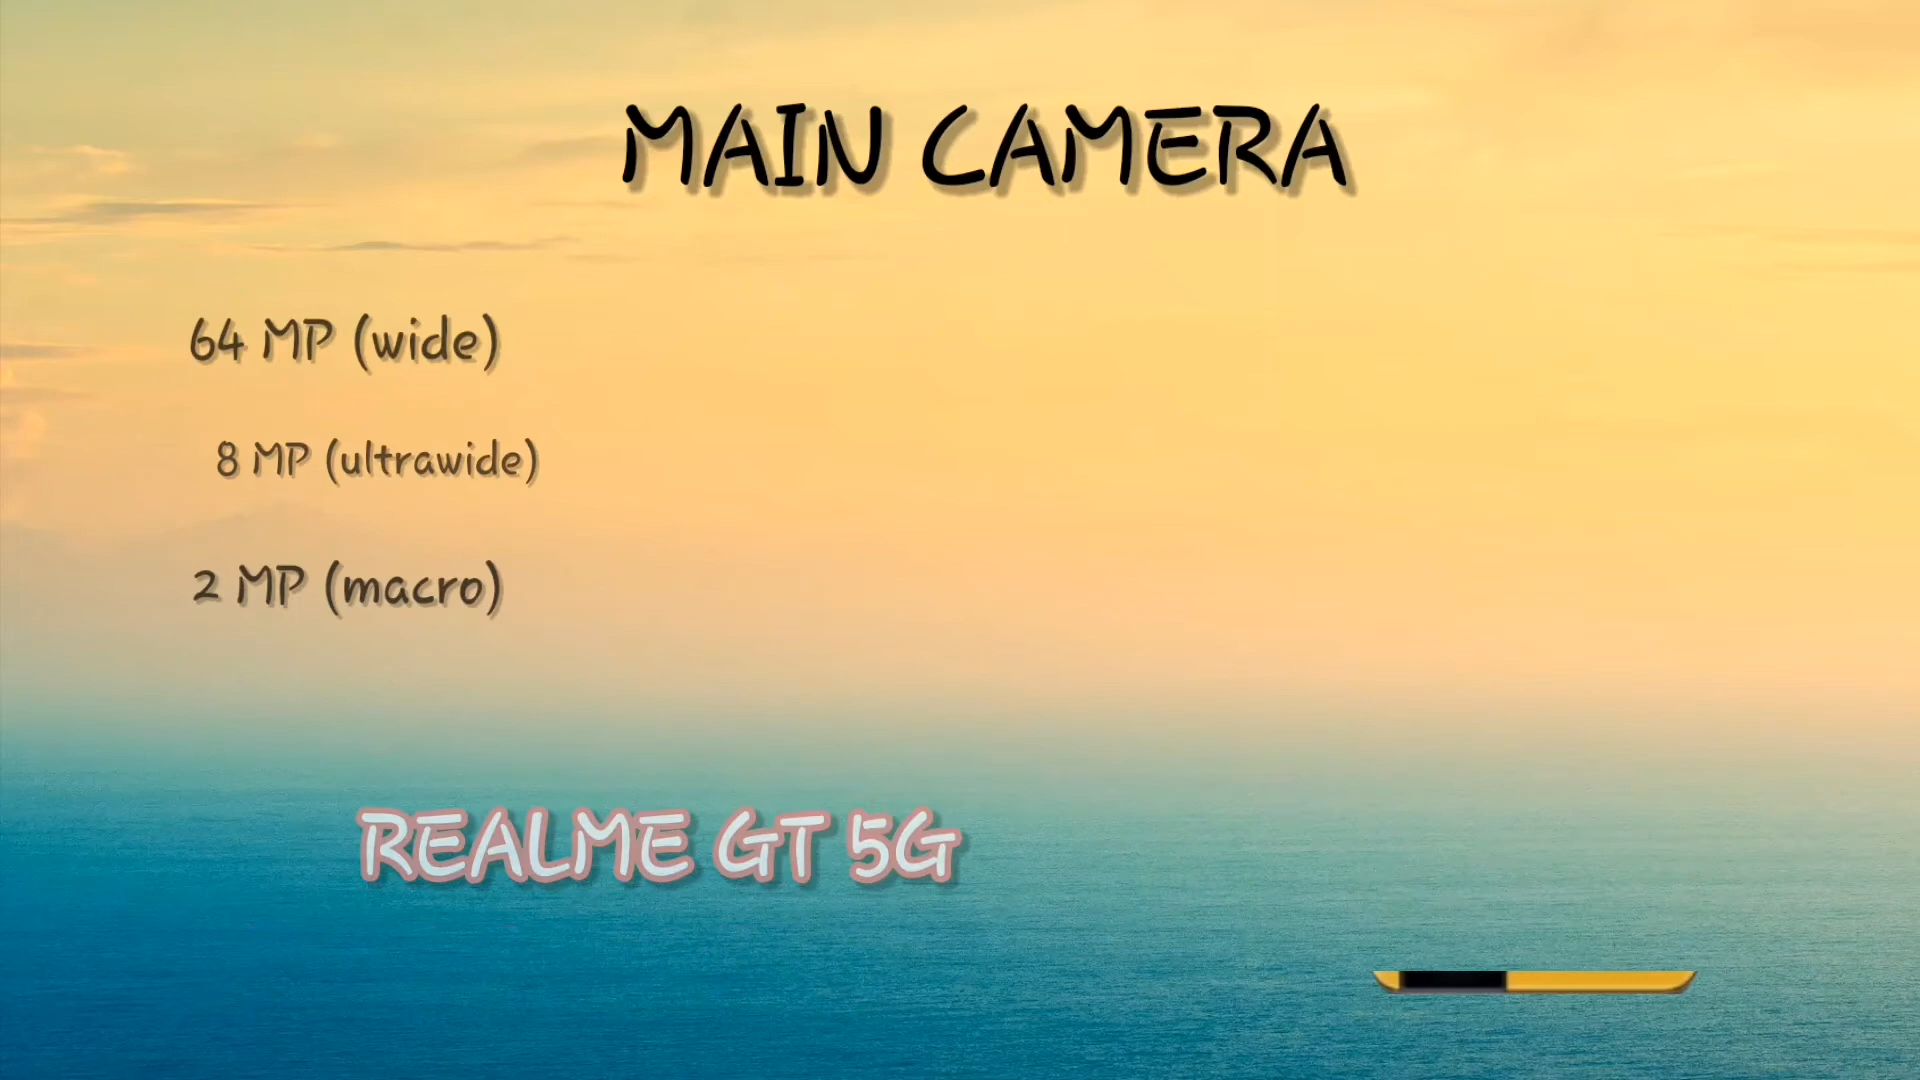 MAIN CAMERA
64 MP (wide)
8 MP (ultrawide)
2 MP (macro)
REALME GT 5G